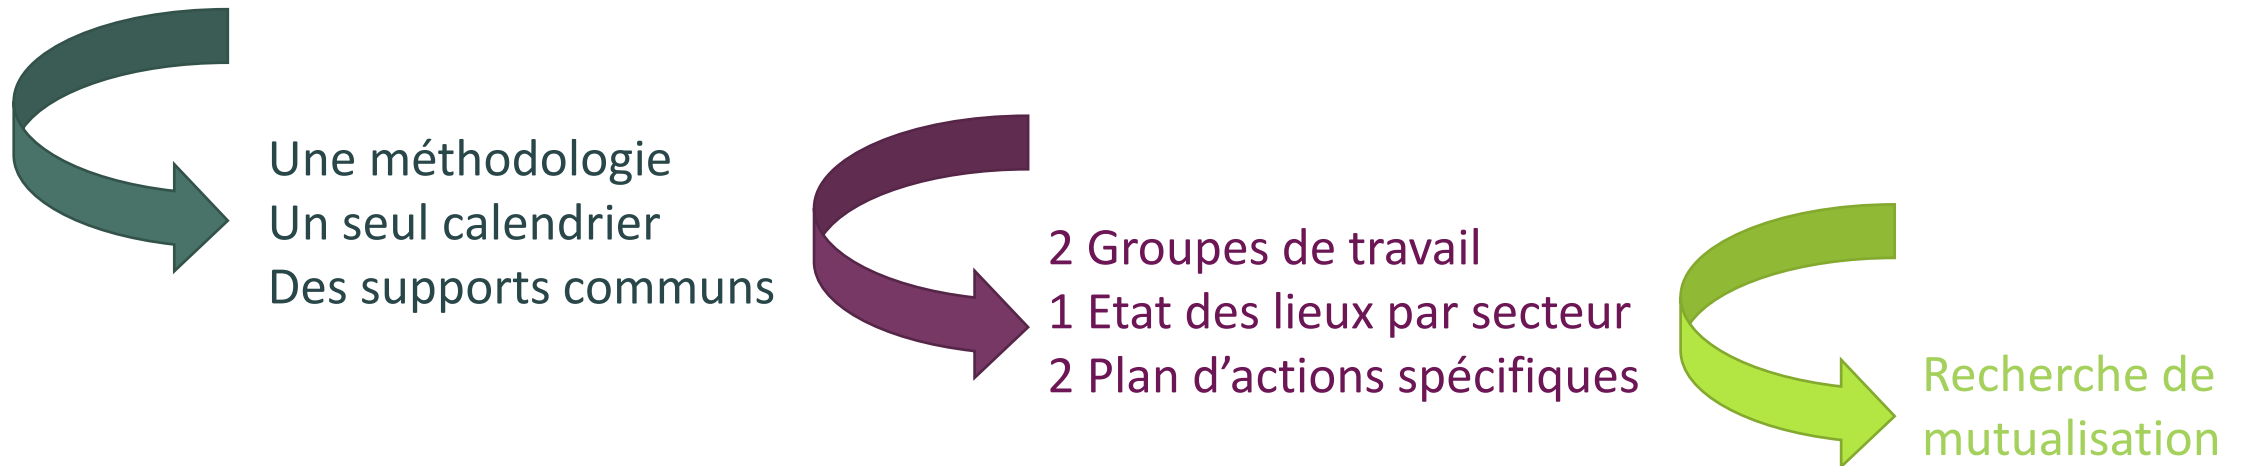 Une méthodologie
Un seul calendrier
Des supports communs
2 Groupes de travail
1 Etat des lieux par secteur
2 Plan d’actions spécifiques
Recherche de
mutualisation